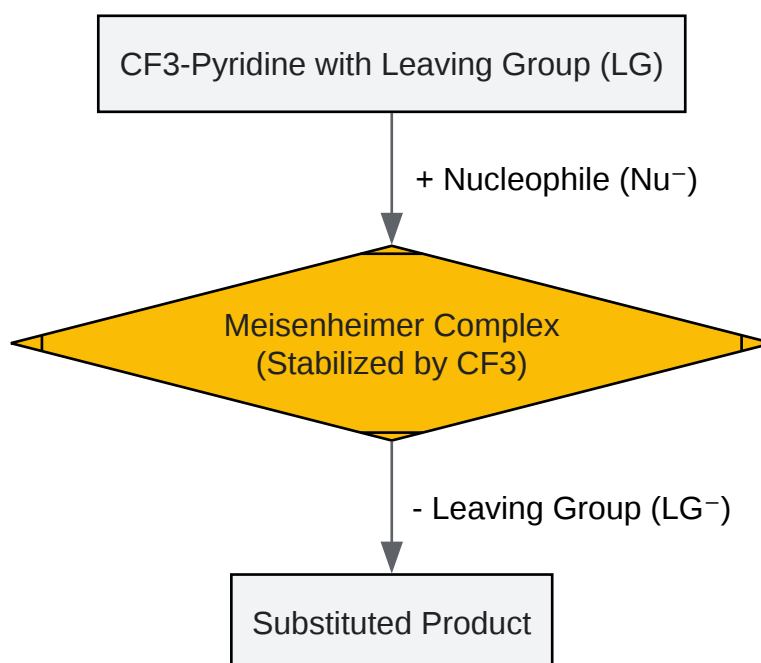 CF3-Pyridine with Leaving Group (LG)
+ Nucleophile (Nu⁻)
Meisenheimer Complex
(Stabilized by CF3)
- Leaving Group (LG⁻)
Substituted Product